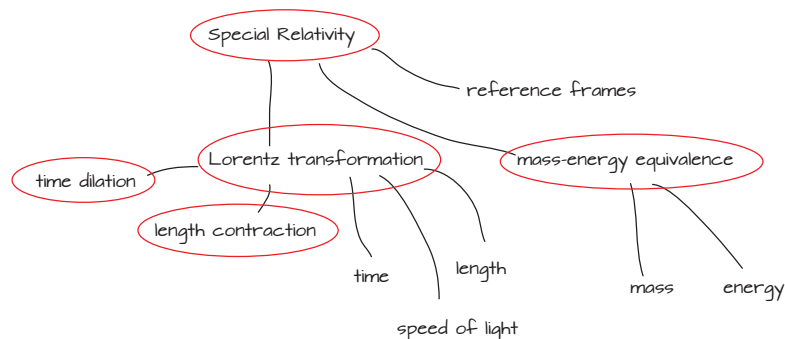 Special Relativity
reference frames
Lorentz transformation
mass-energy equivalence
time dilation
length contraction
time
length
mass
energy
speed of light